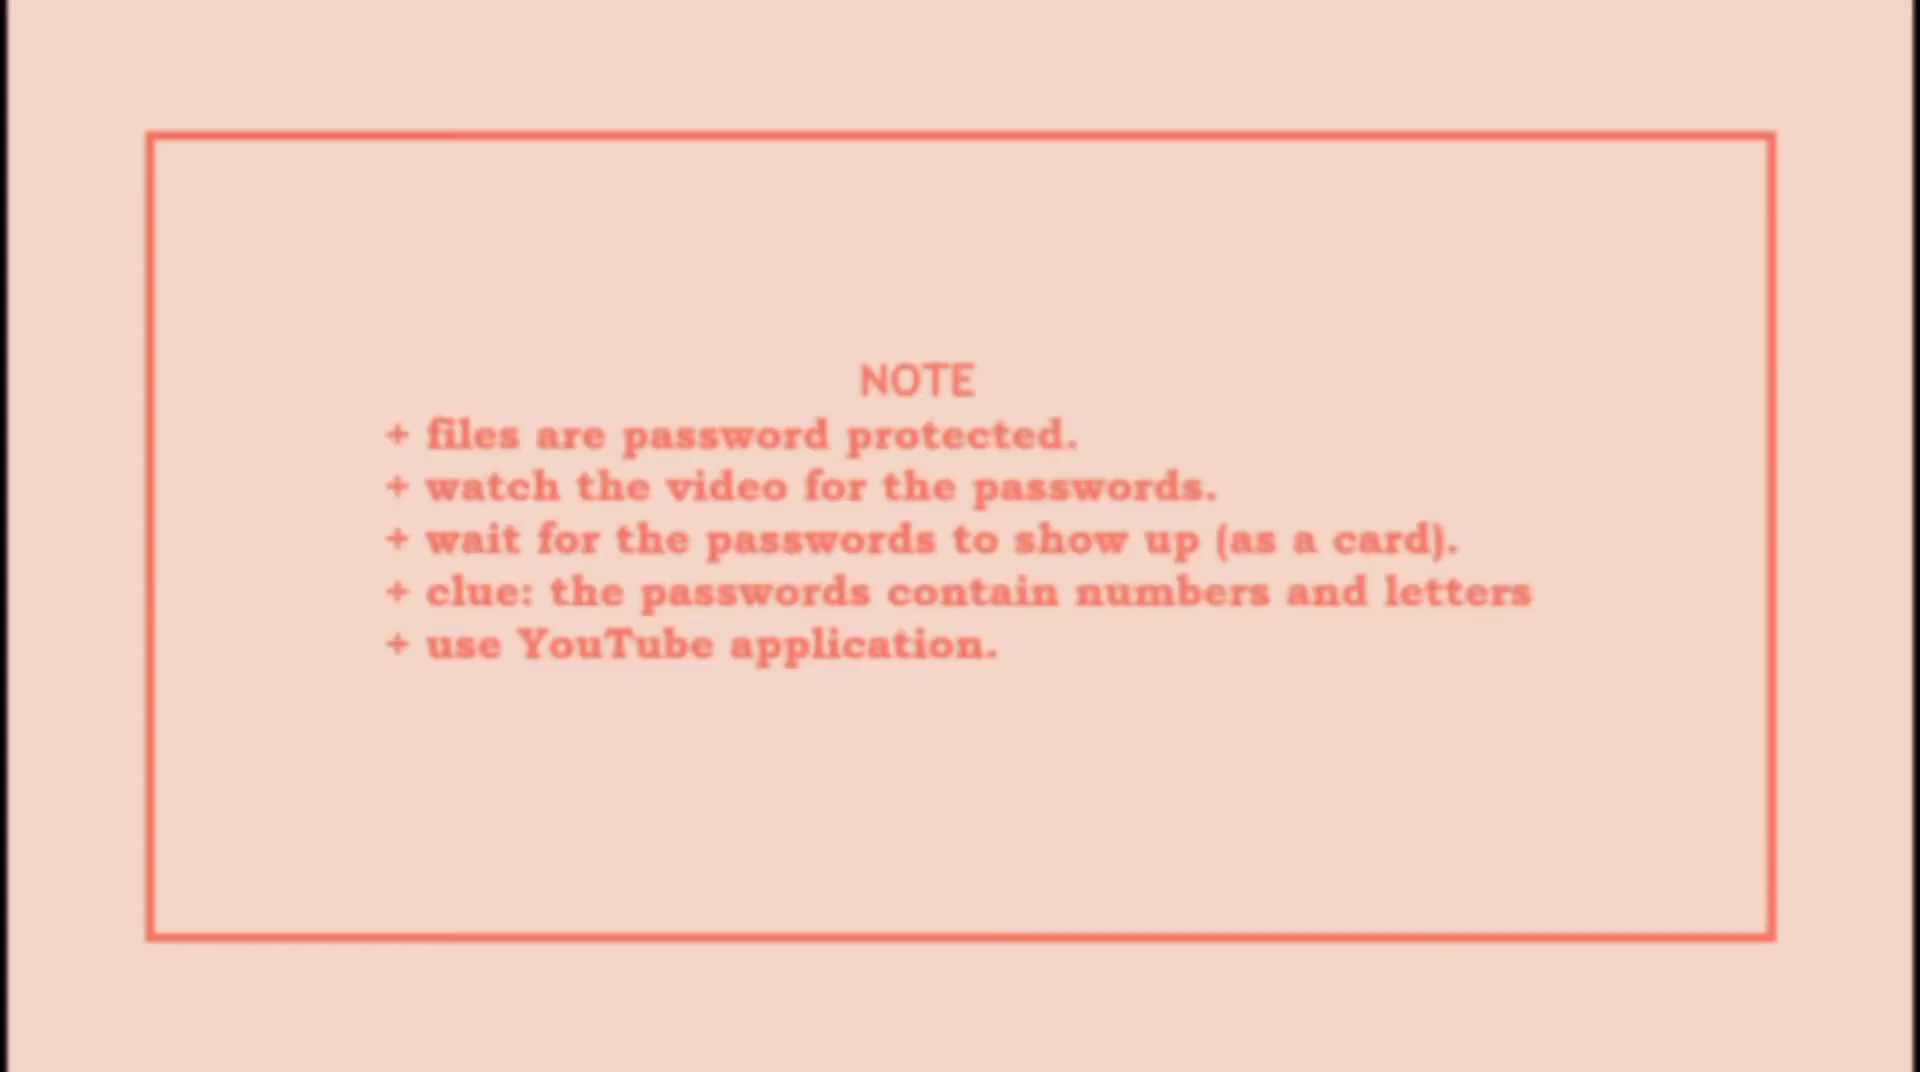 NOTE
+ files are password protected.
+ watch the video for the passwords.
+ wait for the passwords to show up (as a card).
+ clue: the passwords contain numbers and letters
+ use YouTube application.